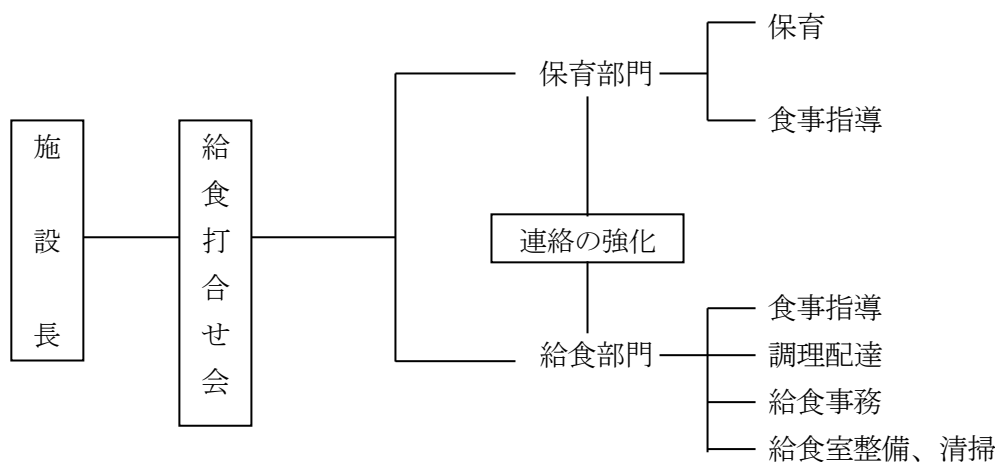 施設長
給食打合せ会
保育部門
保育
食事指導
連絡の強化
給食部門
食事指導
調理配達
給食事務
給食室整備、清掃